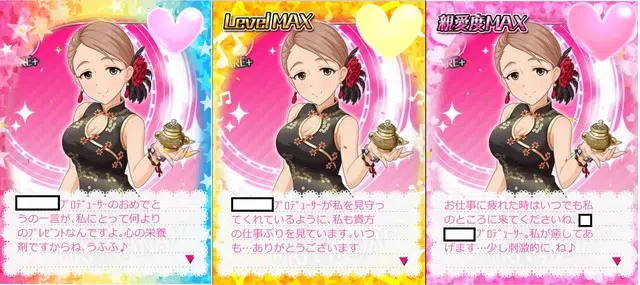 RE+
プロデューサーのおめでと
うの一言が、私にとって何より
のプレゼントなんですよ。心の栄養
剤ですからね、うふふ♪
Level MAX
RE+
プロデューサーが私を見守っ
てくれているように、私も貴方
の仕事ぶりを見ています。いつ
も…ありがとうございます
親愛度MAX
RE+
お仕事に疲れた時はいつでも私
のところに来てくださいね、
プロデューサー。私が癒してあ
げます…少し刺激的に、ね♪